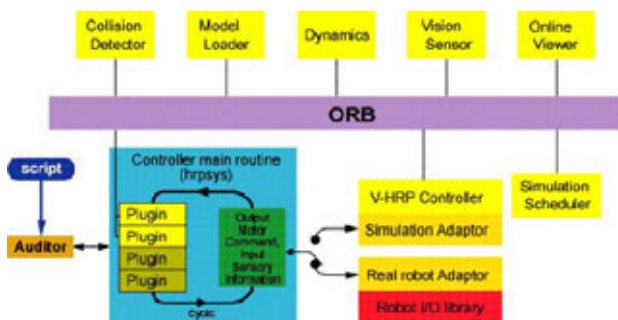 Collision
Detector
Model
Loader
Dynamics
Vision
Sensor
Online
Viewer
ORB
script
Controller main routine
(hrpsys)
Auditor
Plugin
Plugin
Plugin
Plugin
Output
Motor
Command,
Input
Sensory
Information
cyclic
V-HRP Controller
Simulation Adaptor
Real robot Adaptor
Robot I/O library
Simulation
Scheduler